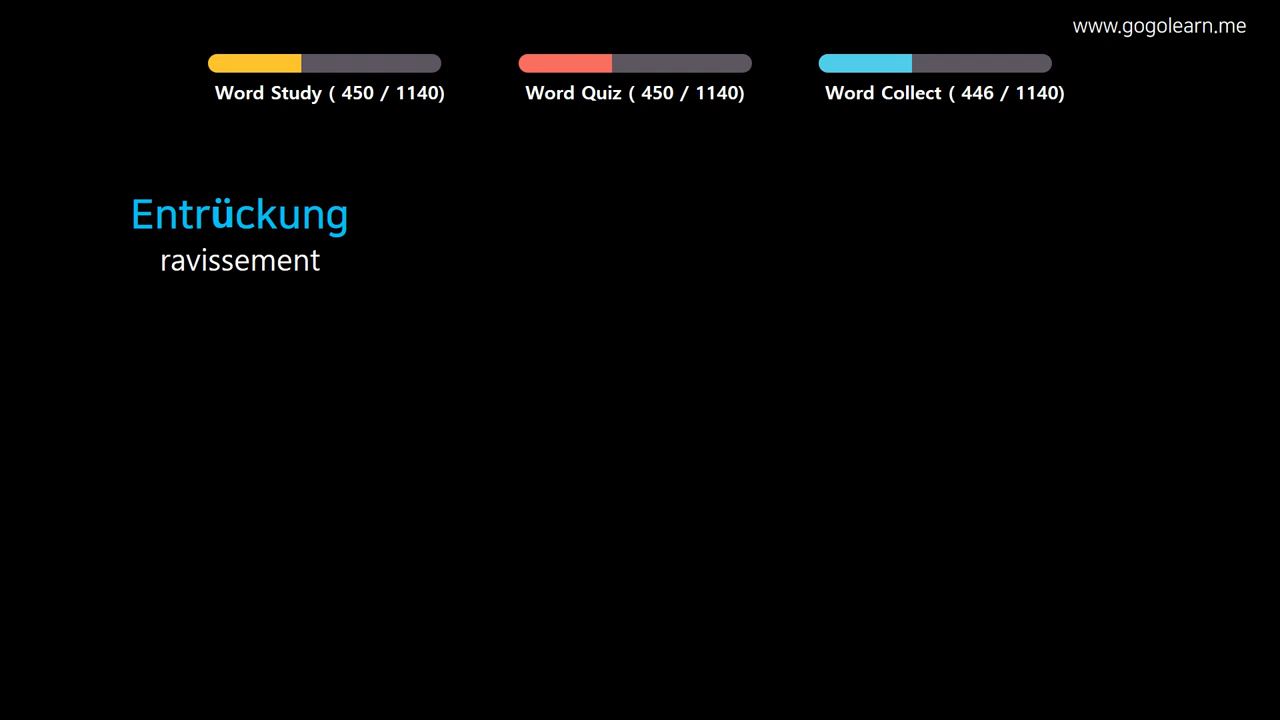 www.gogolearn.me
Word Study ( 450 / 1140)
Word Quiz ( 450 / 1140)
Word Collect ( 446 / 1140)
Entrückung
ravissement